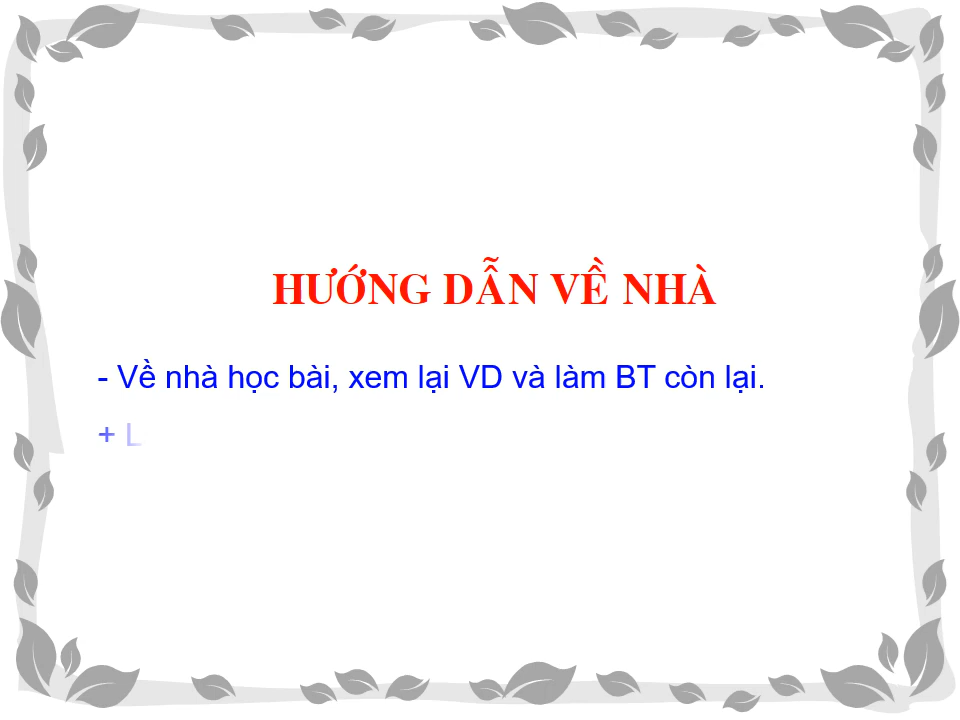 HƯỚNG DẪN VỀ NHÀ
- Về nhà học bài, xem lại VD và làm BT còn lại.
+ L